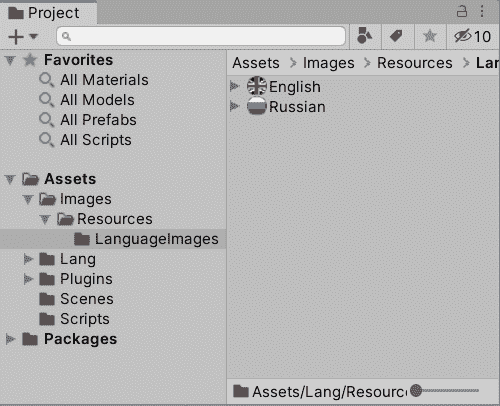 Project
10
Favorites
All Materials
All Models
All Prefabs
All Scripts
Assets
Images
Resources
LanguageImages
Lang
Plugins
Scenes
Scripts
Packages
Assets > Images > Resources > Lan
English
Russian
Assets/Lang/Resourc